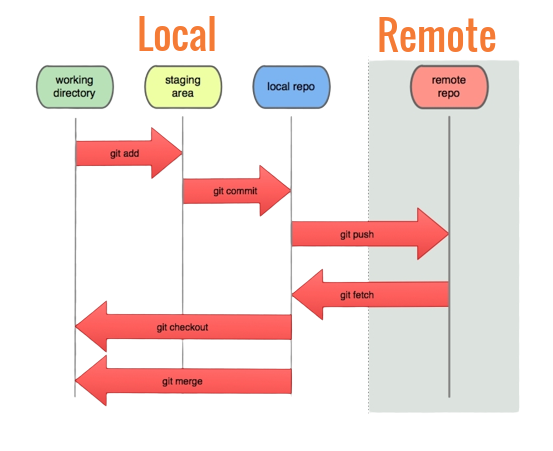 Local
Remote
working
directory
staging
area
local repo
remote
repo
git add
git commit
git push
git fetch
git checkout
git merge